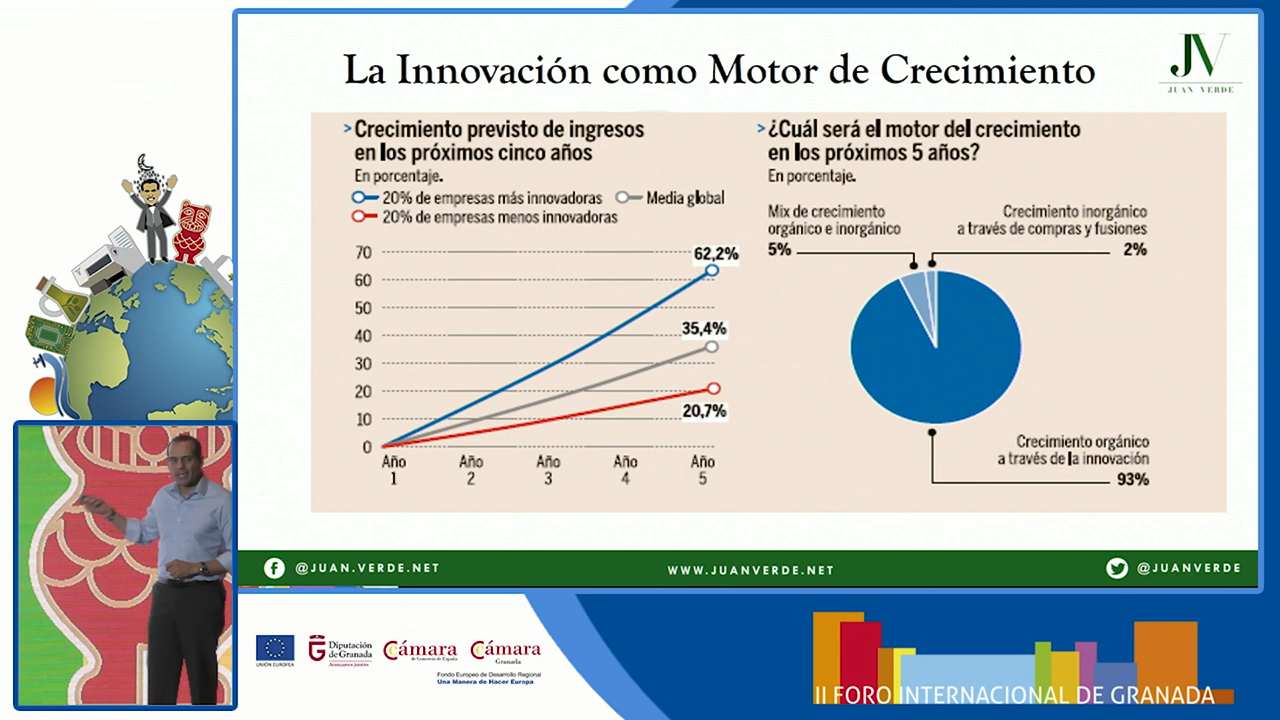 La Innovación como Motor de Crecimiento
JV
JUAN VERDE
> Crecimiento previsto de ingresos
en los próximos cinco años
En porcentaje.
20% de empresas más innovadoras
Media global
20% de empresas menos innovadoras
70
60
50
40
30
20
10
0
62,2%
35,4%
20,7%
Año
1
Año
2
Año
3
Año
4
Año
5
> ¿Cuál será el motor del crecimiento
en los próximos 5 años?
En porcentaje.
Mix de crecimiento
orgánico e inorgánico
5%
Crecimiento inorgánico
a través de compras y fusiones
2%
Crecimiento orgánico
a través de la innovación
93%
@JUAN.VERDE.NET
WWW.JUANVERDE.NET
@JUANVERDE
UNIÓN EUROPEA
Diputación
de Granada
Avanzamos juntos
Cámara
de Comercio de España
Cámara
Granada
Fondo Europeo de Desarrollo Regional
Una Manera de Hacer Europa
II FORO INTERNACIONAL DE GRANADA